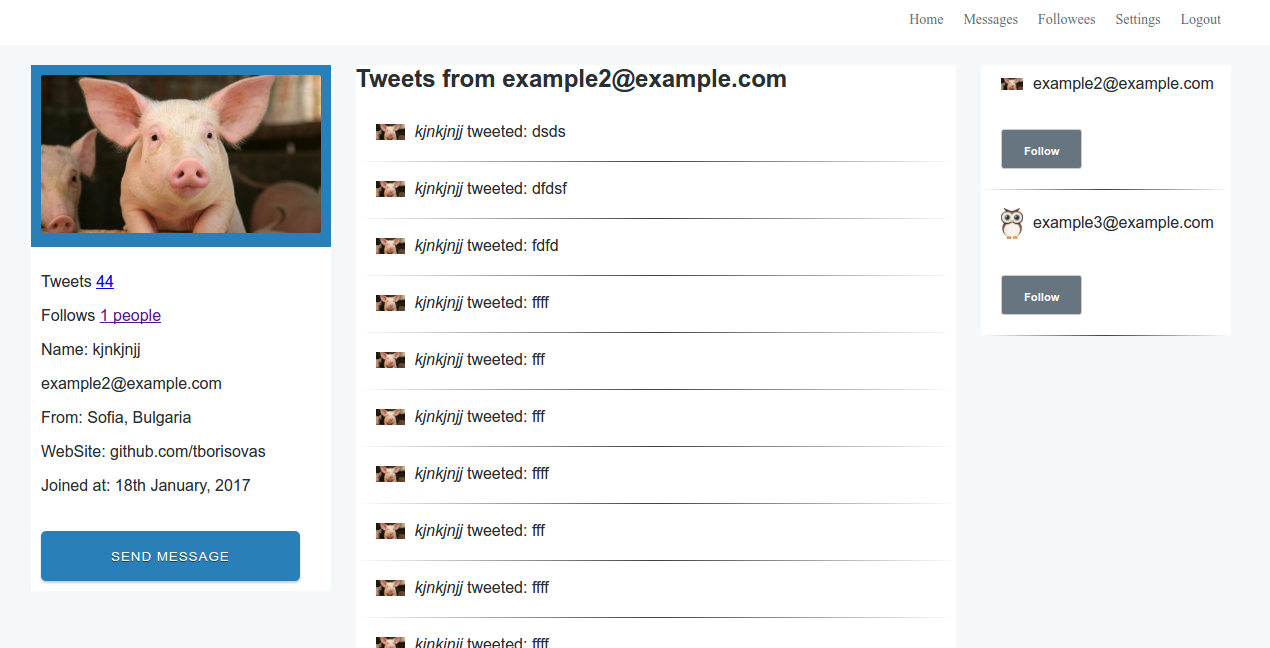 Home Messages Followees Settings Logout
Tweets 44
Follows 1 people
Name: kjnkjnjj
example2@example.com
From: Sofia, Bulgaria
WebSite: github.com/tborisovas
Joined at: 18th January, 2017
SEND MESSAGE
Tweets from example2@example.com
kjnkjnjj tweeted: dsds
kjnkjnjj tweeted: dfdsf
kjnkjnjj tweeted: fdfd
kjnkjnjj tweeted: ffff
kjnkjnjj tweeted: fff
kjnkjnjj tweeted: fff
kjnkjnjj tweeted: ffff
kjnkjnjj tweeted: fff
kjnkjnjj tweeted: ffff
kjnkjnjj tweeted: ffff
example2@example.com
Follow
example3@example.com
Follow